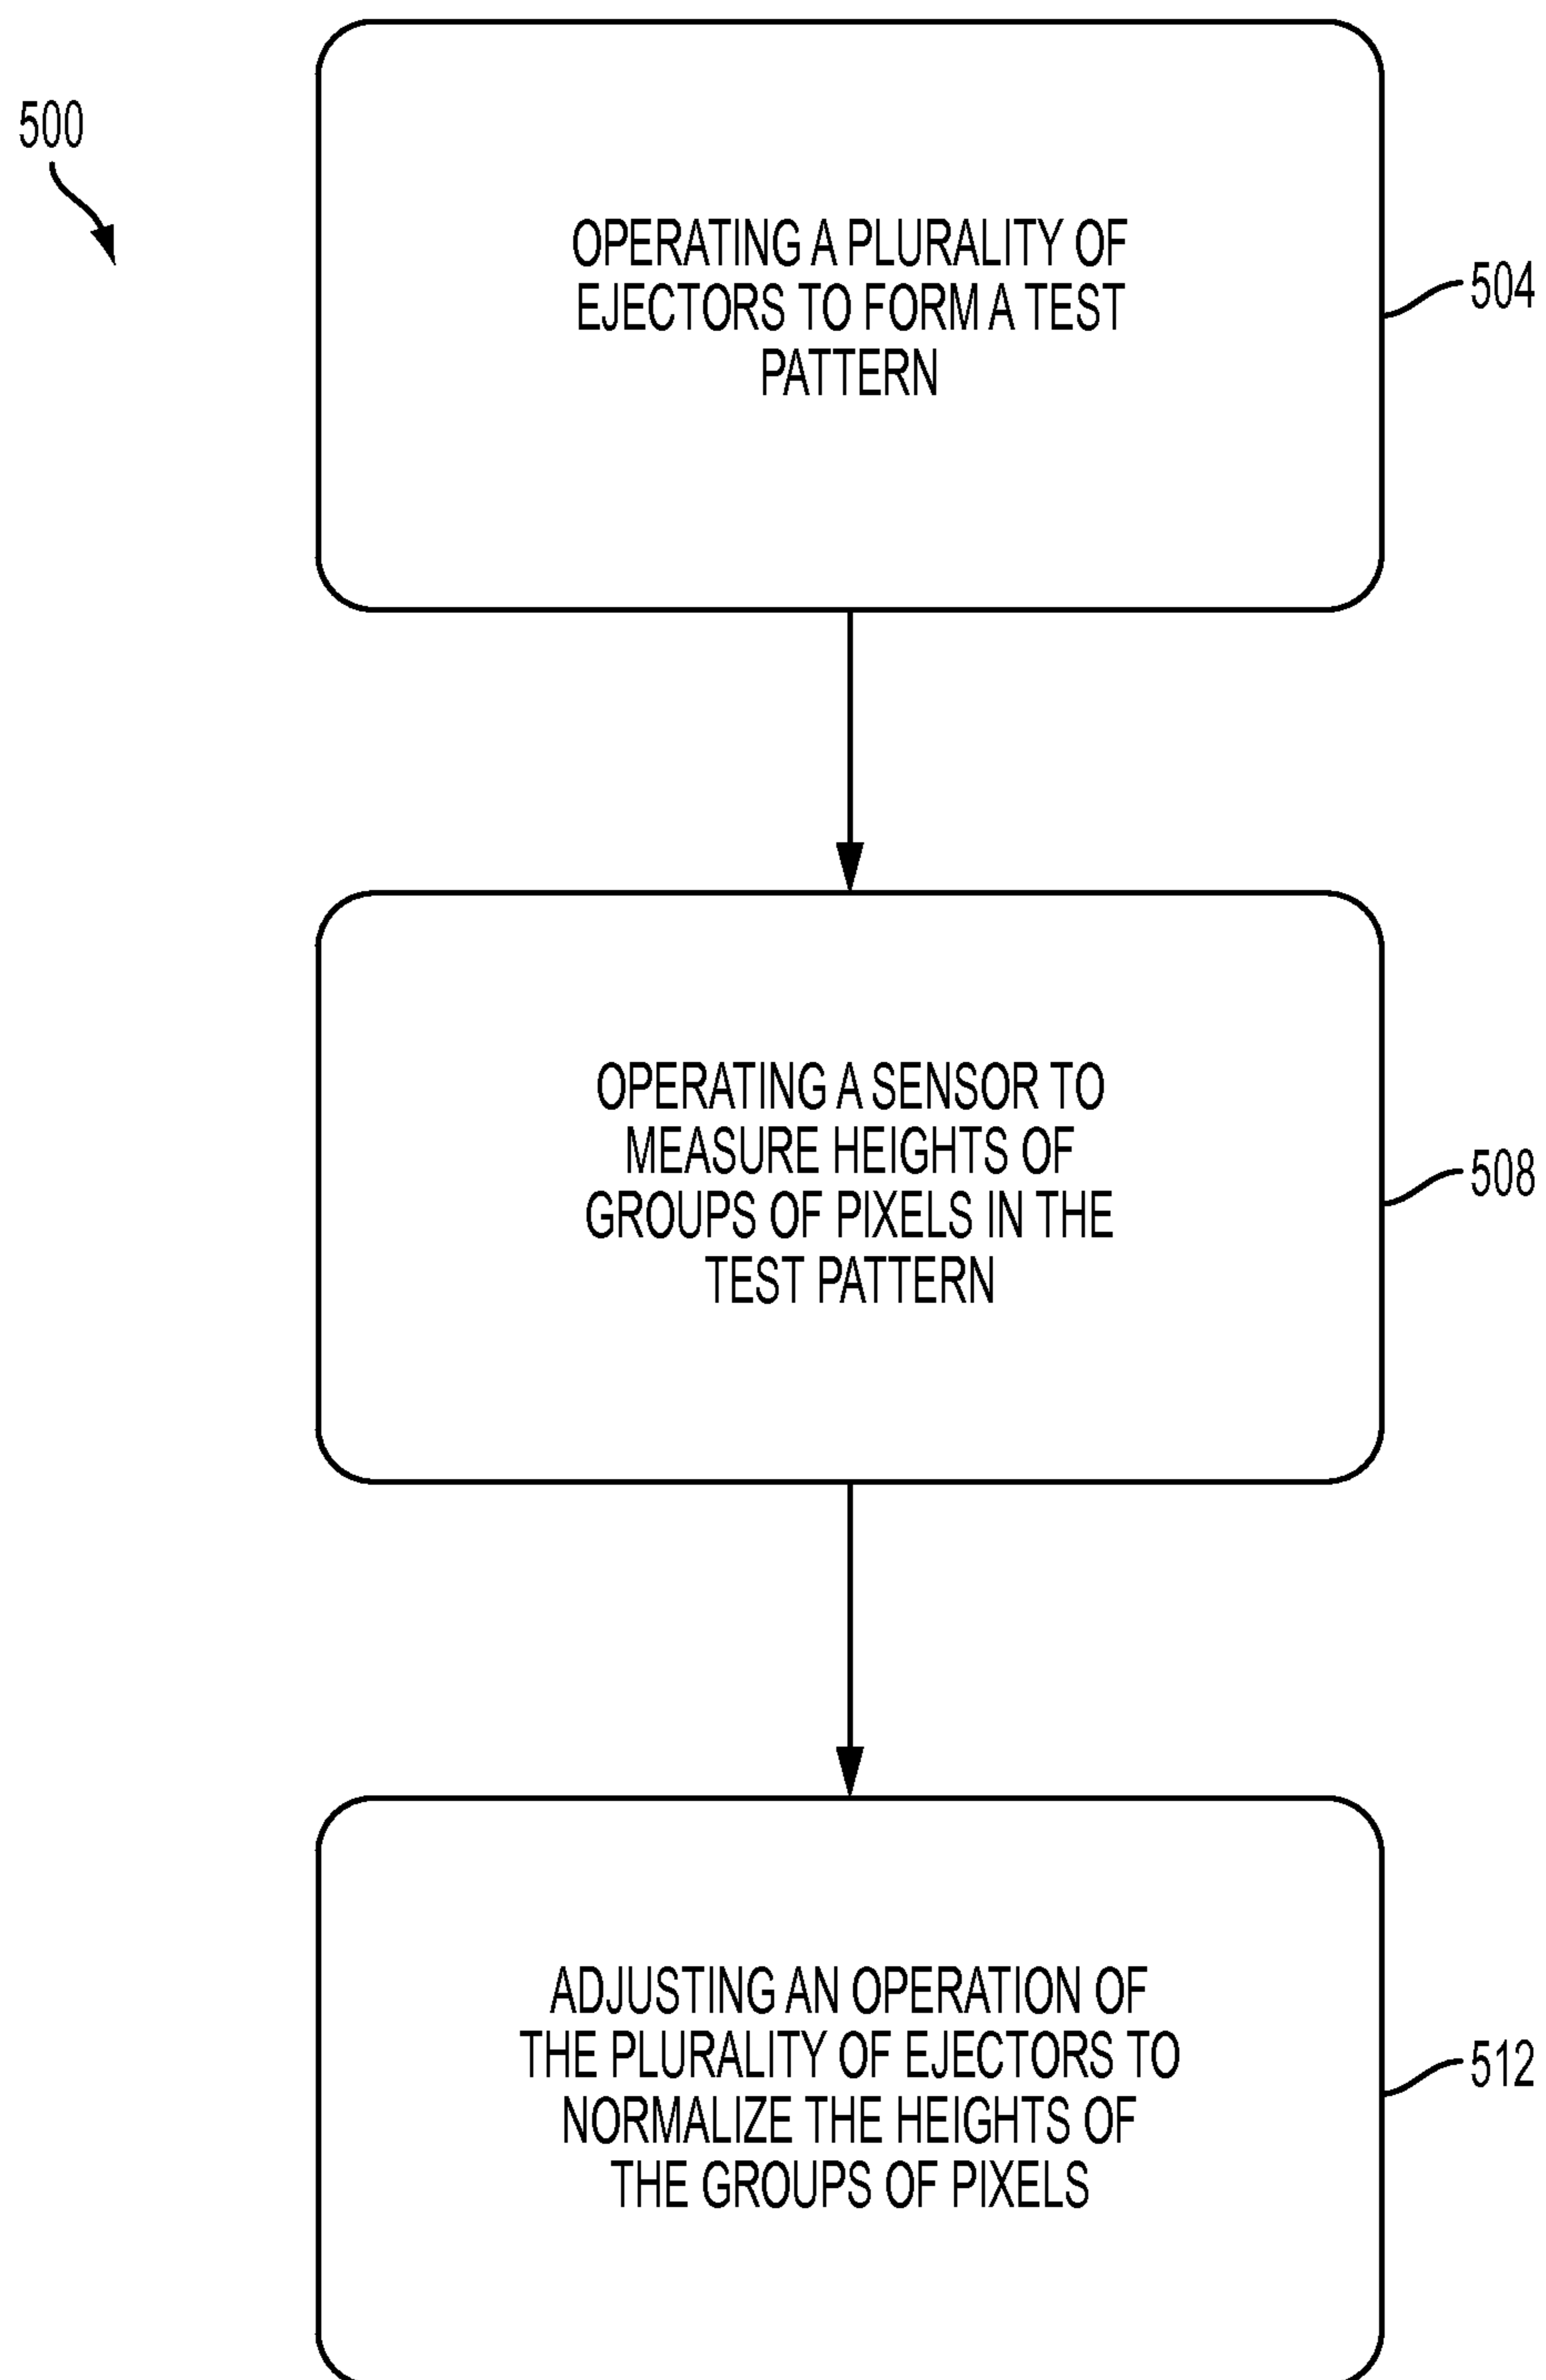 500
OPERATING A PLURALITY OF
EJECTORS TO FORM A TEST
PATTERN
504
OPERATING A SENSOR TO
MEASURE HEIGHTS OF
GROUPS OF PIXELS IN THE
TEST PATTERN
508
ADJUSTING AN OPERATION OF
THE PLURALITY OF EJECTORS TO
NORMALIZE THE HEIGHTS OF
THE GROUPS OF PIXELS
512